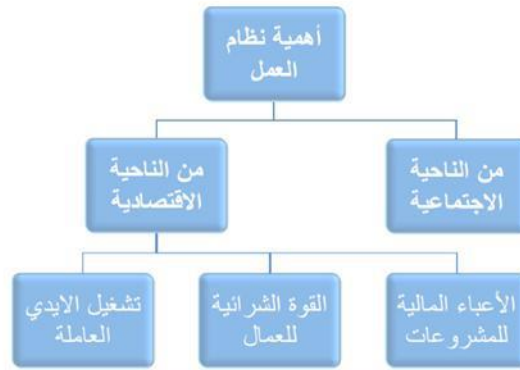 أهمية نظام
العمل
من الناحية
الاجتماعية
من الناحية
الاقتصادية
الأعباء المالية
للمشروعات
القوة الشرائية
للعمال
تشغيل الايدي
العاملة